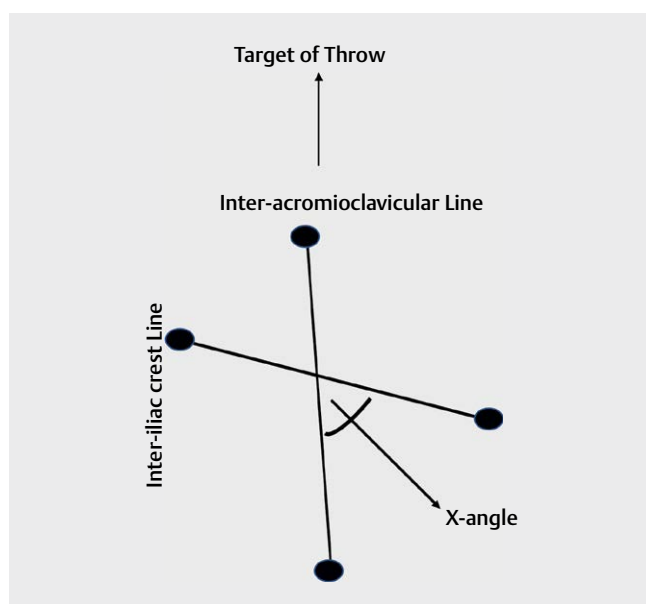 Target of Throw
Inter-acromioclavicular Line
Inter-iliac crest Line
X-angle